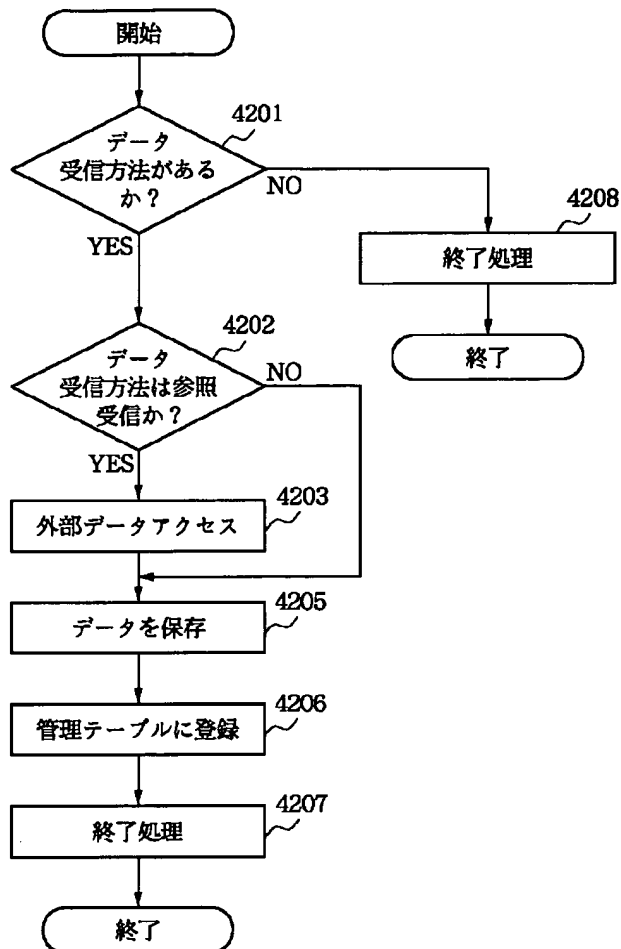 開始
4201
データ
受信方法がある
か?
NO
YES
4208
終了処理
終了
4202
データ
受信方法は参照
受信か?
NO
YES
4203
外部データアクセス
4205
データを保存
4206
管理テーブルに登録
4207
終了処理
終了